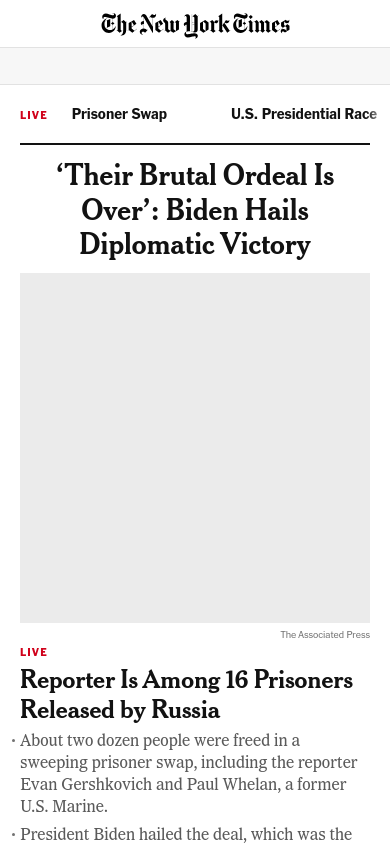 The New York Times
LIVE Prisoner Swap U.S. Presidential Race
‘Their Brutal Ordeal Is
Over’: Biden Hails
Diplomatic Victory
The Associated Press
LIVE
Reporter Is Among 16 Prisoners
Released by Russia
· About two dozen people were freed in a
sweeping prisoner swap, including the reporter
Evan Gershkovich and Paul Whelan, a former
U.S. Marine.
· President Biden hailed the deal, which was the